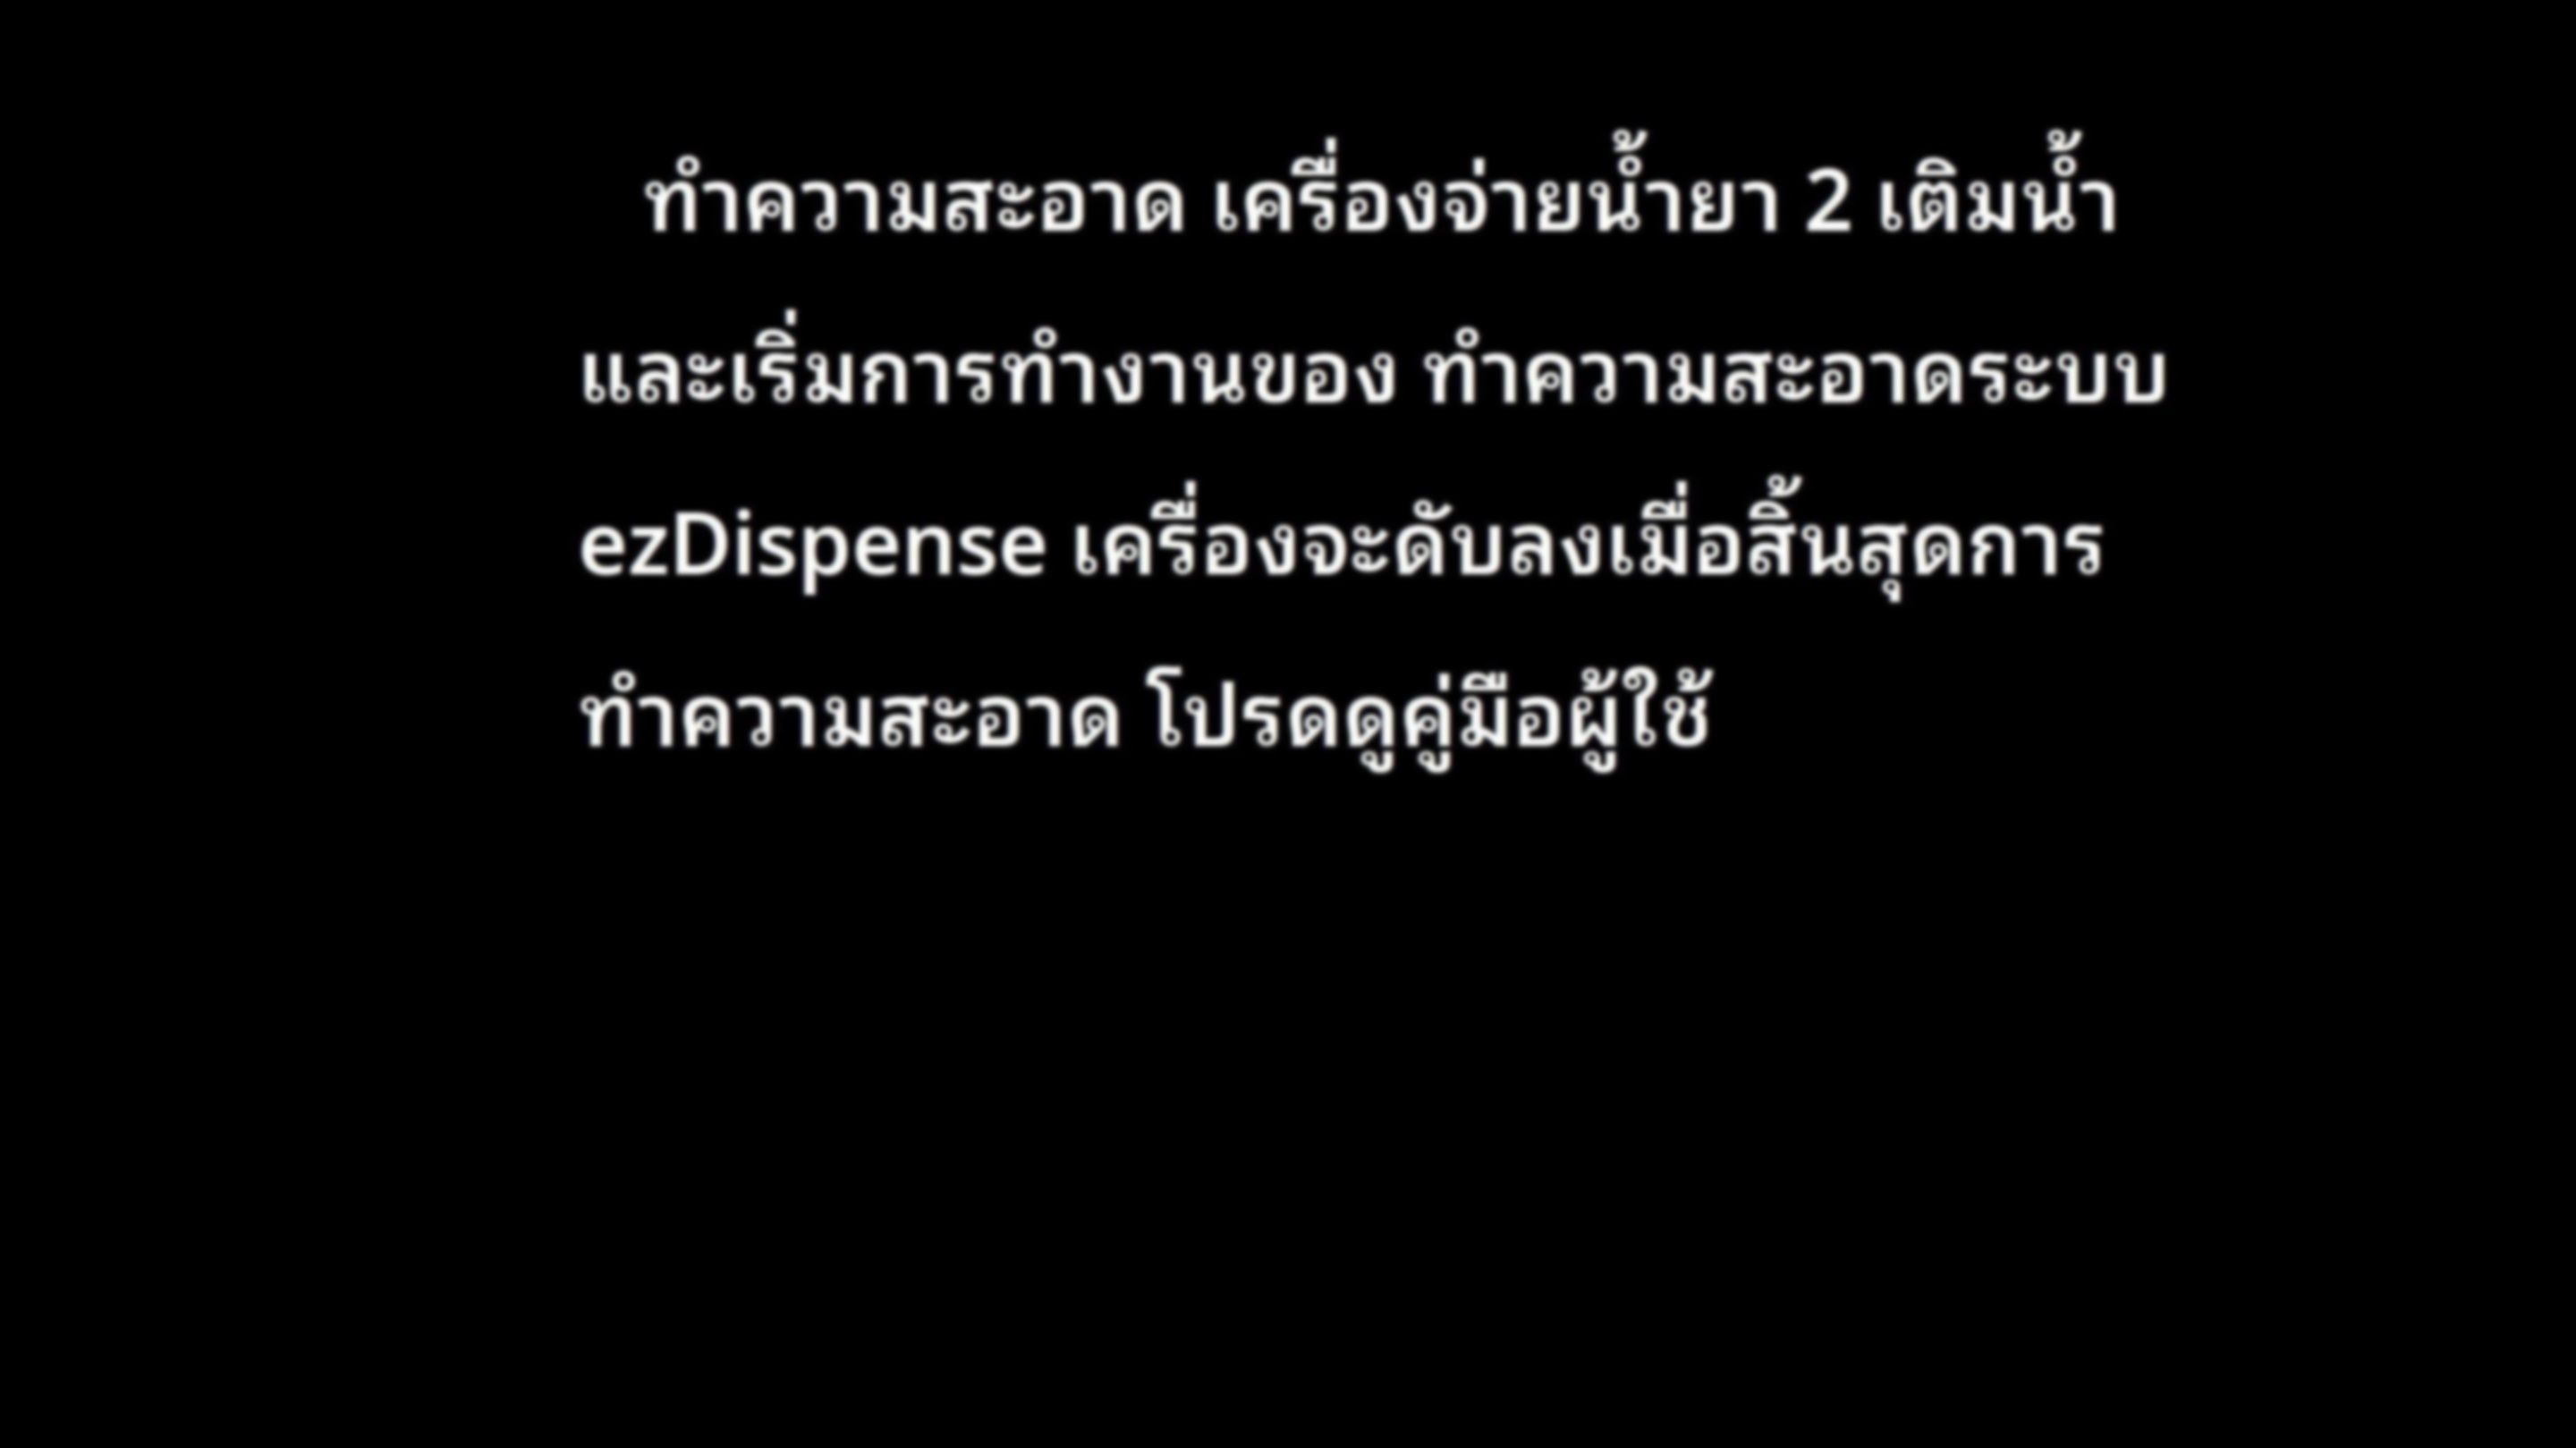 ทำความสะอาด เครื่องจ่ายน้ำยา 2 เติมน้ำ
และเริ่มการทำงานของ ทำความสะอาดระบบ
ezDispense เครื่องจะดับลงเมื่อสิ้นสุดการ
ทำความสะอาด โปรดดูคู่มือผู้ใช้